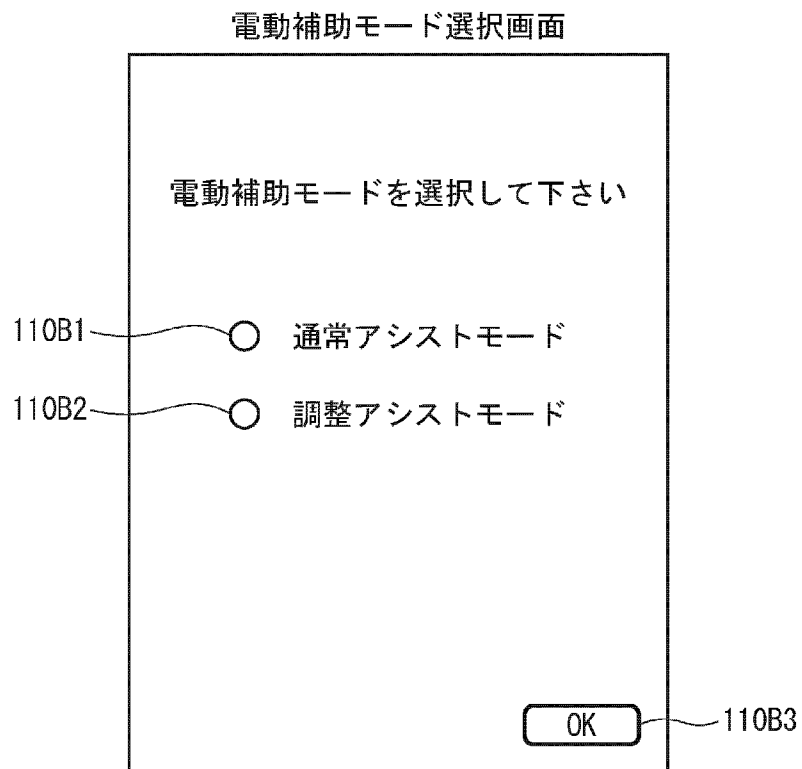 電動補助モード選択画面
電動補助モードを選択して下さい
110B1 通常アシストモード
110B2 調整アシストモード
OK 110B3